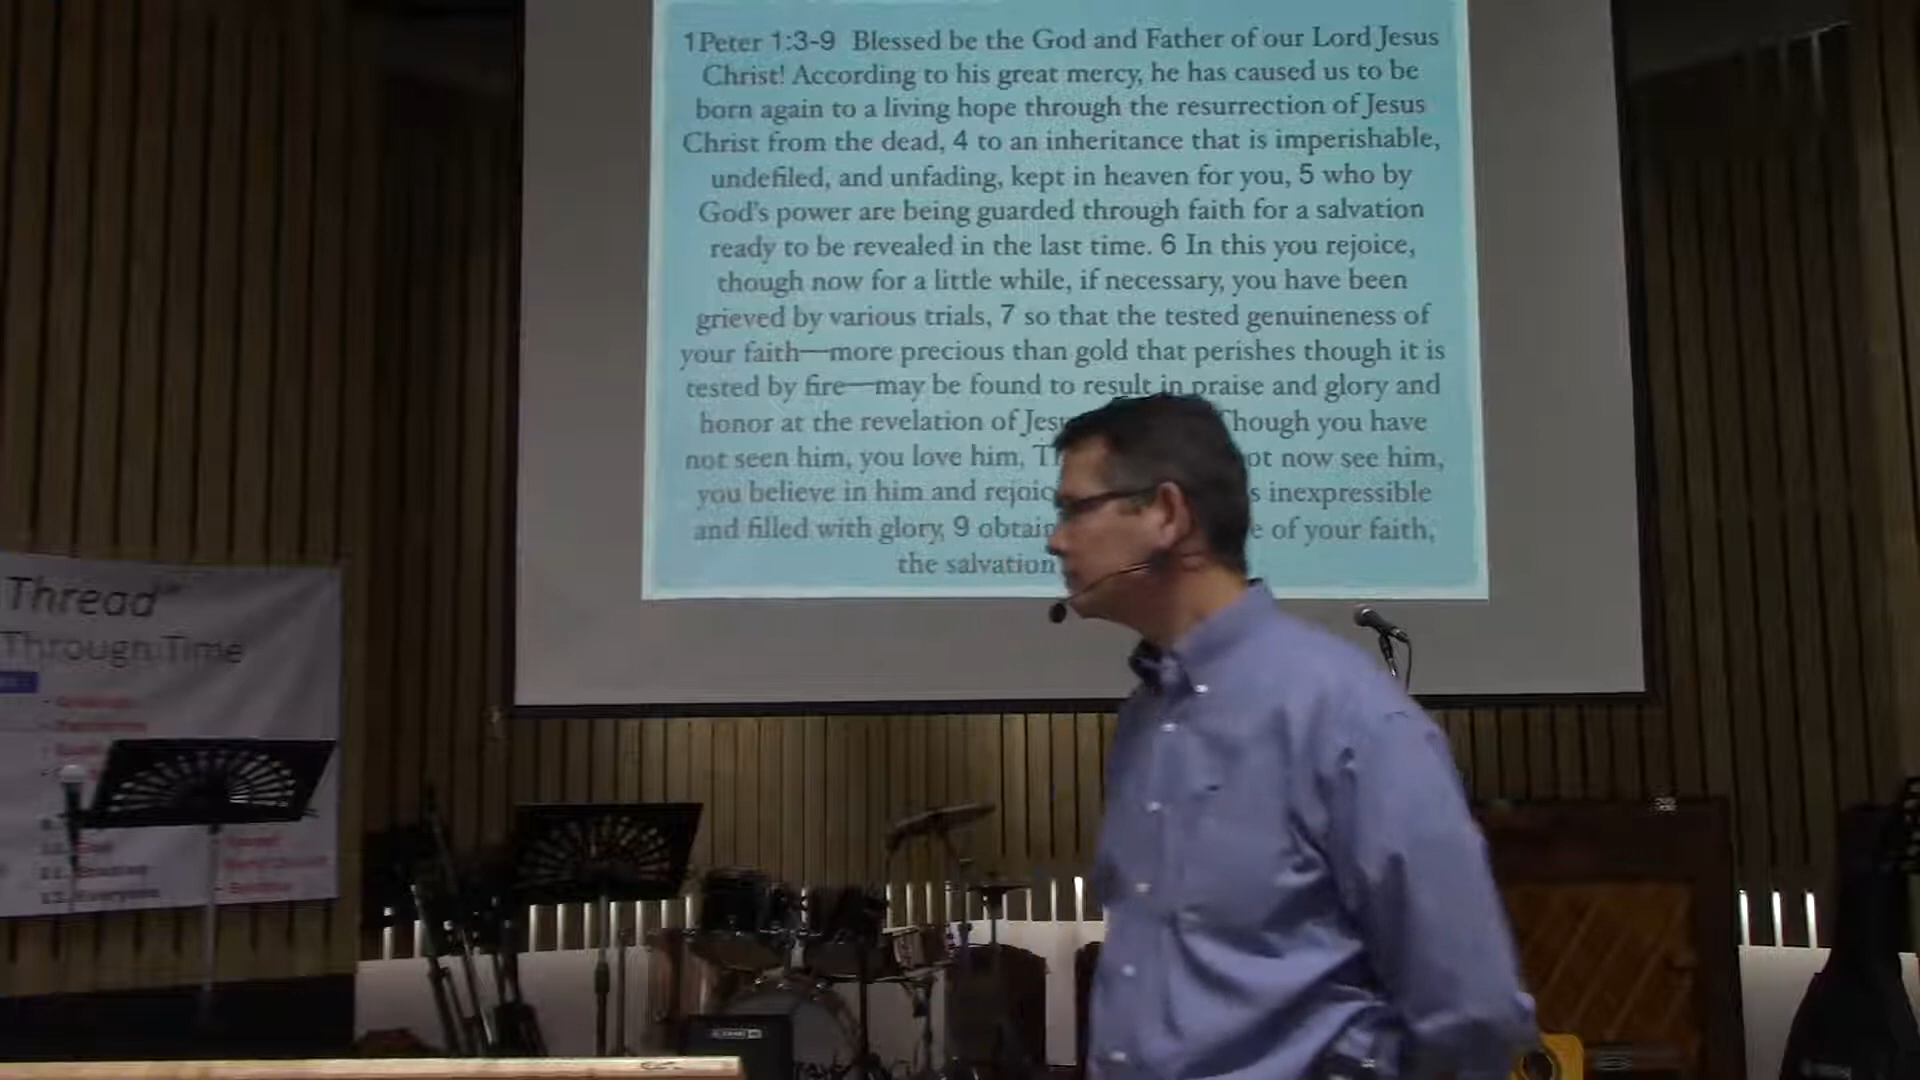 1Peter 1:3-9 Blessed be the God and Father of our Lord Jesus
Christ! According to his great mercy, he has caused us to be
born again to a living hope through the resurrection of Jesus
Christ from the dead, 4 to an inheritance that is imperishable,
undefiled, and unfading, kept in heaven for you, 5 who by
God's power are being guarded through faith for a salvation
ready to be revealed in the last time. 6 In this you rejoice,
though now for a little while, if necessary, you have been
grieved by various trials, 7 so that the tested genuineness of
your faith—more precious than gold that perishes though it is
tested by fire—may be found to result in praise and glory and
honor at the revelation of Jesu hough you have
not seen him, you love him, T ot now see him,
you believe in him and rejoic s inexpressible
and filled with glory, 9 obtain e of your faith,
the salvation
Thread"
Through Time
12. Everyone